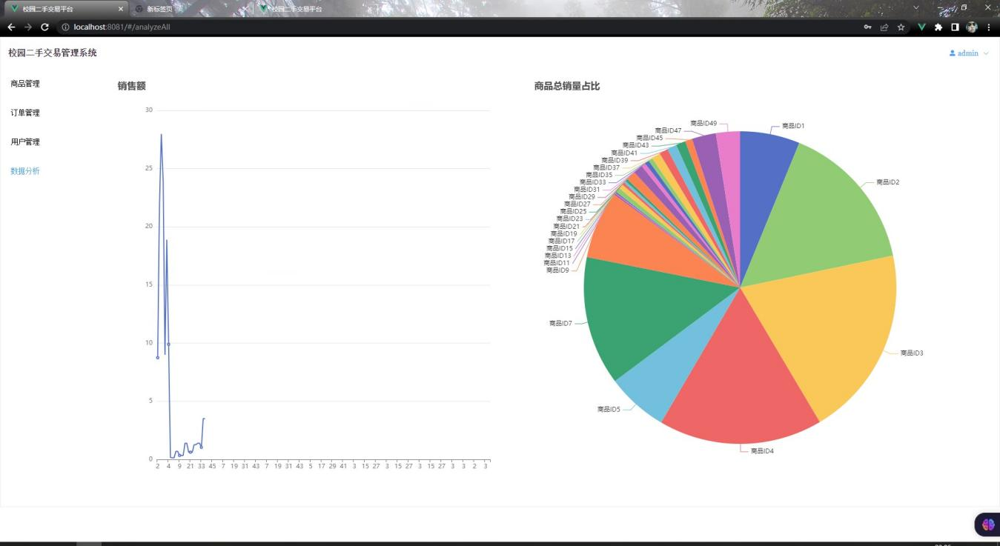 校园二手交易平台
新标签页
校园二手交易平台
localhost:8081/#/analyzeAll
校园二手交易管理系统
admin
商品管理
订单管理
用户管理
数据分析
销售额
30
25
20
15
10
5
0
2 4 9 21 33 45 7 19 31 43 7 19 31 43 5 17 29 41 3 15 27 3 15 27 3 15 27 3 3 2 3
商品总销量占比
商品ID49
商品ID47
商品ID45
商品ID43
商品ID41
商品ID39
商品ID37
商品ID35
商品ID33
商品ID31
商品ID29
商品ID27
商品ID25
商品ID23
商品ID21
商品ID19
商品ID17
商品ID15
商品ID13
商品ID11
商品ID9
商品ID7
商品ID5
商品ID1
商品ID2
商品ID3
商品ID4